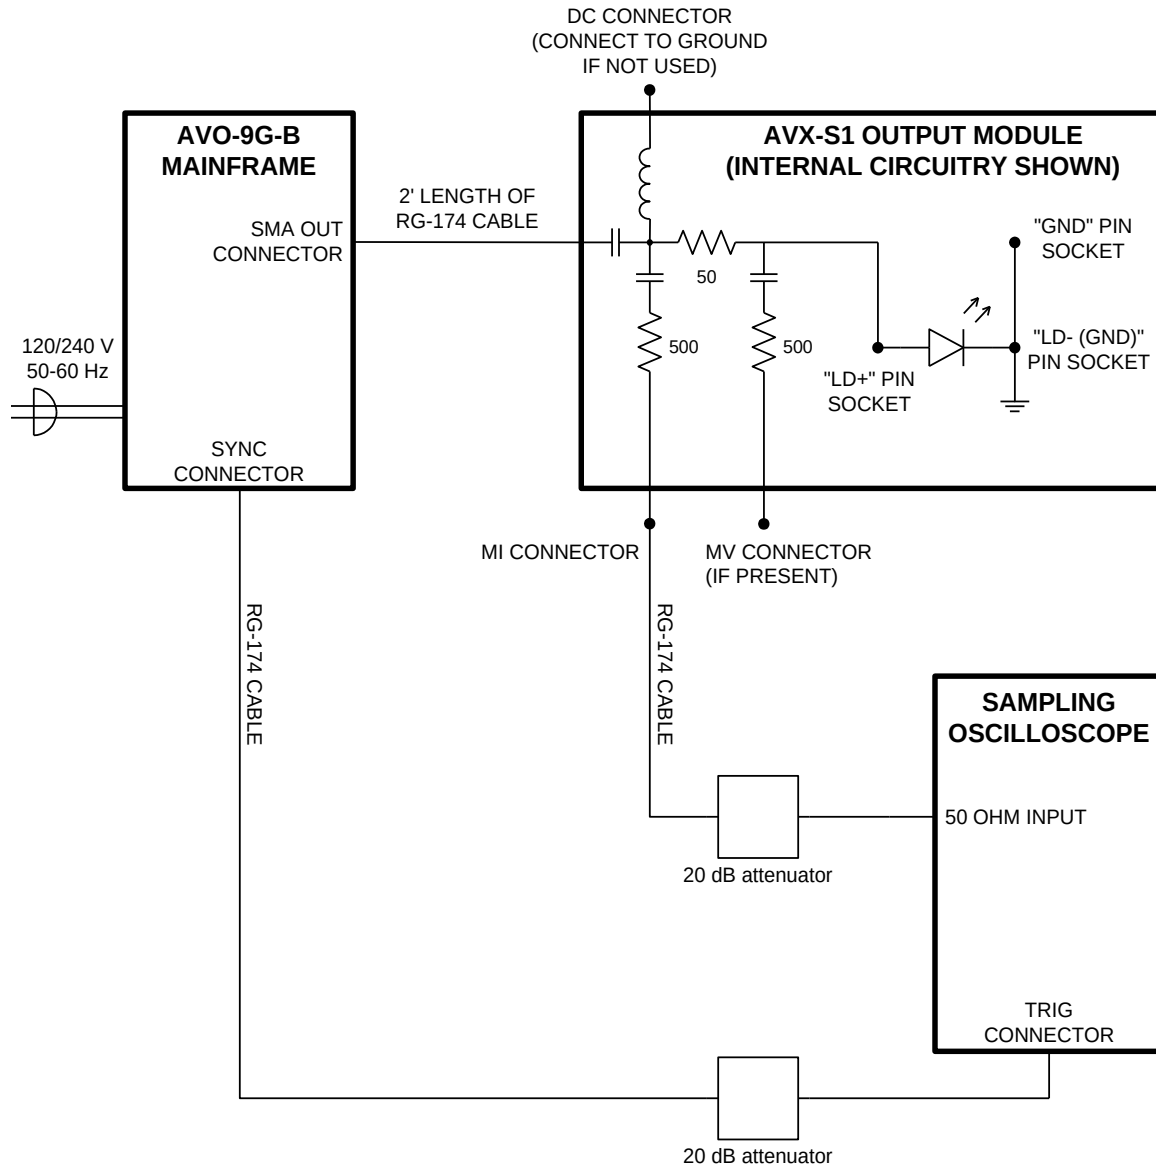 DC CONNECTOR
(CONNECT TO GROUND
IF NOT USED)
AVO-9G-B
MAINFRAME
AVX-S1 OUTPUT MODULE
(INTERNAL CIRCUITRY SHOWN)
2' LENGTH OF
RG-174 CABLE
SMA OUT
CONNECTOR
"GND" PIN
SOCKET
50
120/240 V
50-60 Hz
500
500
"LD- (GND)"
PIN SOCKET
"LD+" PIN
SOCKET
SYNC
CONNECTOR
MI CONNECTOR
MV CONNECTOR
(IF PRESENT)
RG-174 CABLE
RG-174 CABLE
SAMPLING
OSCILLOSCOPE
50 OHM INPUT
20 dB attenuator
TRIG
CONNECTOR
20 dB attenuator